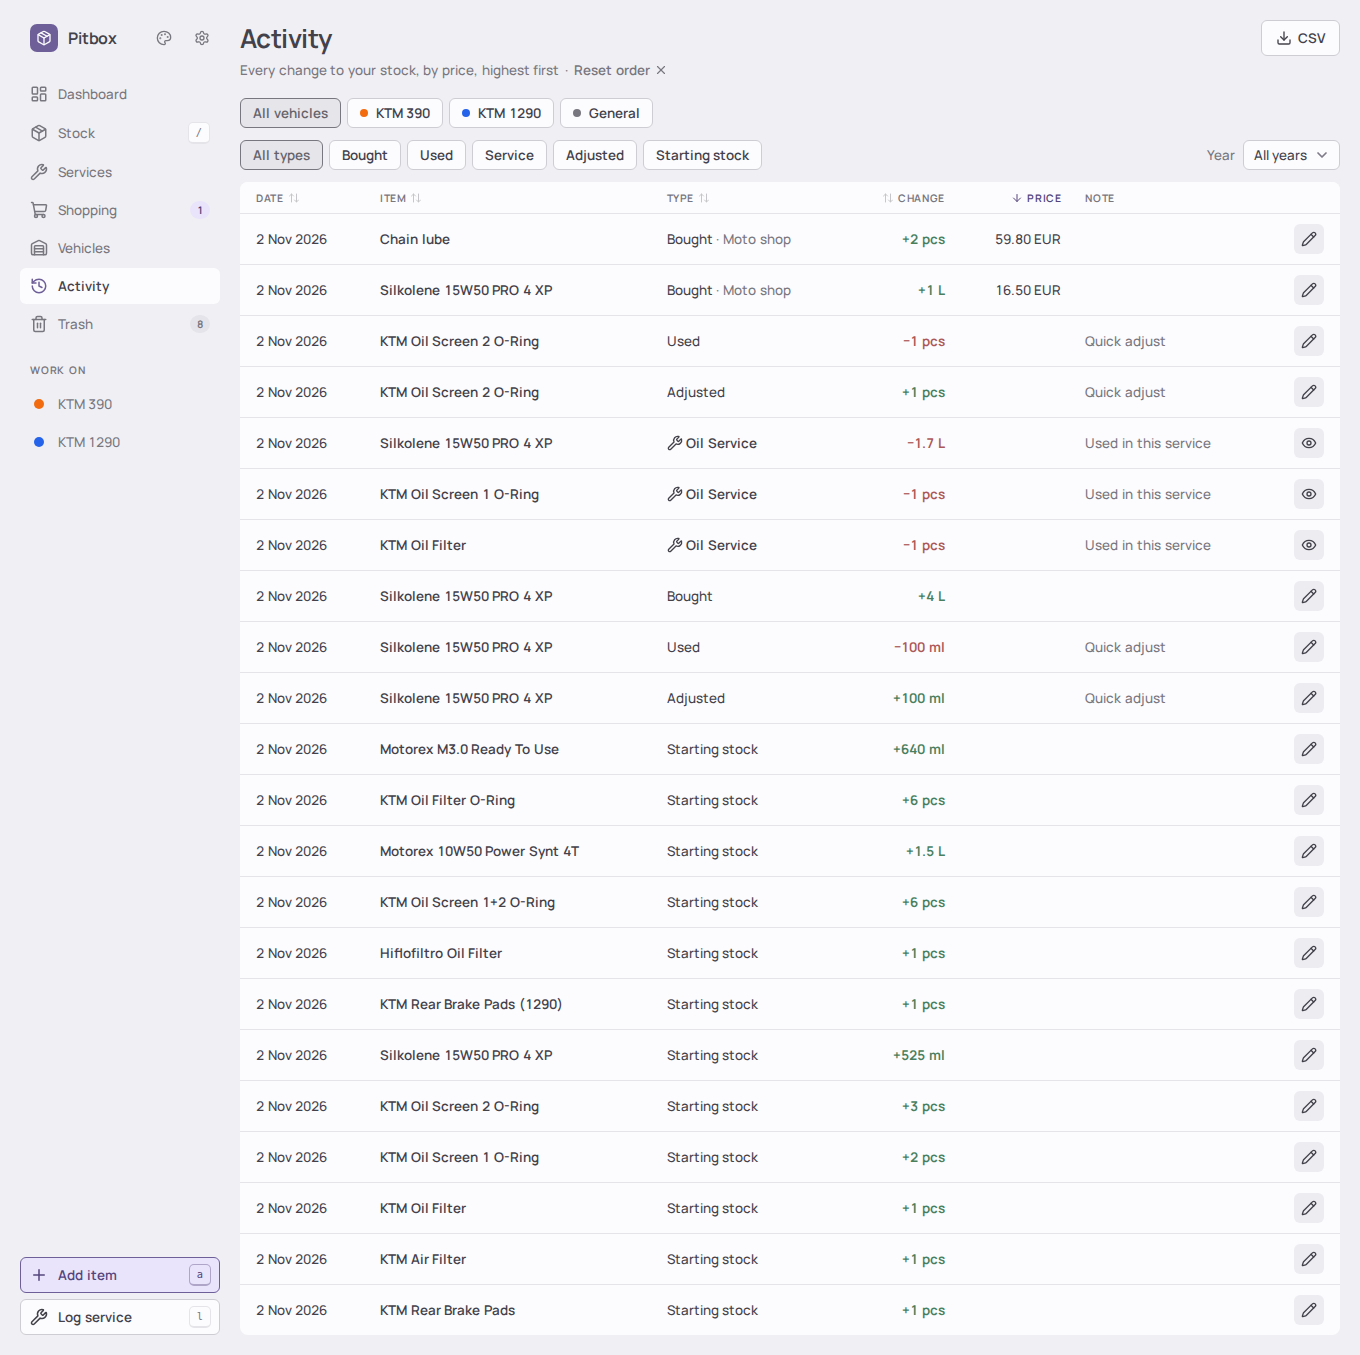 Pitbox
Dashboard
Stock /
Services
Shopping 1
Vehicles
Activity
Trash 8
WORK ON
KTM 390
KTM 1290
Add item a
Log service l
Activity
CSV
Every change to your stock, by price, highest first · Reset order
All vehicles KTM 390 KTM 1290 General
All types Bought Used Service Adjusted Starting stock Year All years
DATE ITEM TYPE CHANGE PRICE NOTE
2 Nov 2026 Chain lube Bought · Moto shop +2 pcs 59.80 EUR
2 Nov 2026 Silkolene 15W50 PRO 4 XP Bought · Moto shop +1 L 16.50 EUR
2 Nov 2026 KTM Oil Screen 2 O-Ring Used −1 pcs Quick adjust
2 Nov 2026 KTM Oil Screen 2 O-Ring Adjusted +1 pcs Quick adjust
2 Nov 2026 Silkolene 15W50 PRO 4 XP Oil Service −1.7 L Used in this service
2 Nov 2026 KTM Oil Screen 1 O-Ring Oil Service −1 pcs Used in this service
2 Nov 2026 KTM Oil Filter Oil Service −1 pcs Used in this service
2 Nov 2026 Silkolene 15W50 PRO 4 XP Bought +4 L
2 Nov 2026 Silkolene 15W50 PRO 4 XP Used −100 ml Quick adjust
2 Nov 2026 Silkolene 15W50 PRO 4 XP Adjusted +100 ml Quick adjust
2 Nov 2026 Motorex M3.0 Ready To Use Starting stock +640 ml
2 Nov 2026 KTM Oil Filter O-Ring Starting stock +6 pcs
2 Nov 2026 Motorex 10W50 Power Synt 4T Starting stock +1.5 L
2 Nov 2026 KTM Oil Screen 1+2 O-Ring Starting stock +6 pcs
2 Nov 2026 Hiflofiltro Oil Filter Starting stock +1 pcs
2 Nov 2026 KTM Rear Brake Pads (1290) Starting stock +1 pcs
2 Nov 2026 Silkolene 15W50 PRO 4 XP Starting stock +525 ml
2 Nov 2026 KTM Oil Screen 2 O-Ring Starting stock +3 pcs
2 Nov 2026 KTM Oil Screen 1 O-Ring Starting stock +2 pcs
2 Nov 2026 KTM Oil Filter Starting stock +1 pcs
2 Nov 2026 KTM Air Filter Starting stock +1 pcs
2 Nov 2026 KTM Rear Brake Pads Starting stock +1 pcs